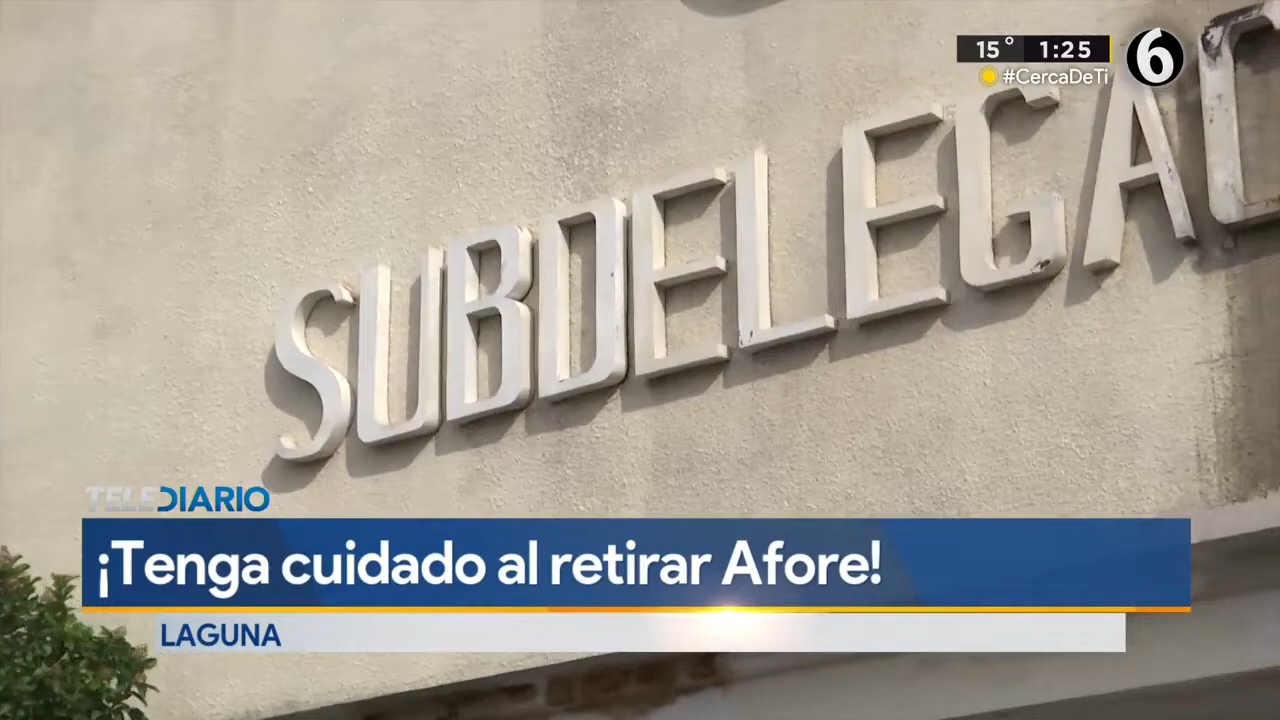 15° 1:25
6
#CercaDeTi
SUBDELEGAC
TELEDIARIO
¡Tenga cuidado al retirar Afore!
LAGUNA